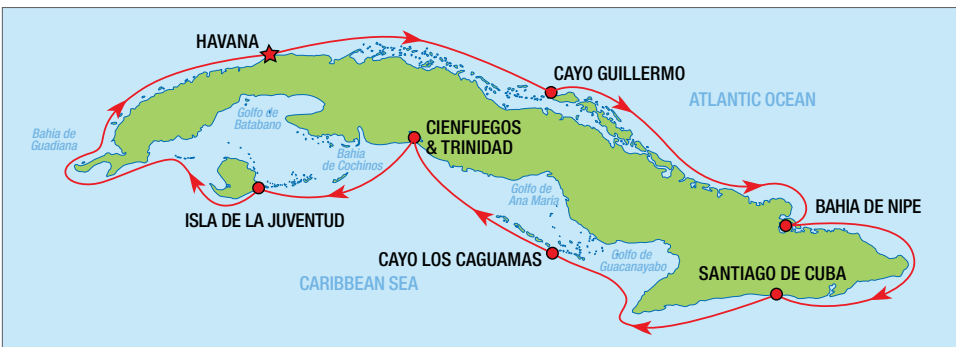 HAVANA
CAYO GUILLERMO
ATLANTIC OCEAN
Golfo de
Batabano
Bahia de
Guadiana
CIENFUEGOS
& TRINIDAD
Bahia
de Cochinos
Golfo de
Ana Maria
ISLA DE LA JUVENTUD
BAHIA DE NIPE
CAYO LOS CAGUAMAS
Golfo de
Guacanayabo
SANTIAGO DE CUBA
CARIBBEAN SEA